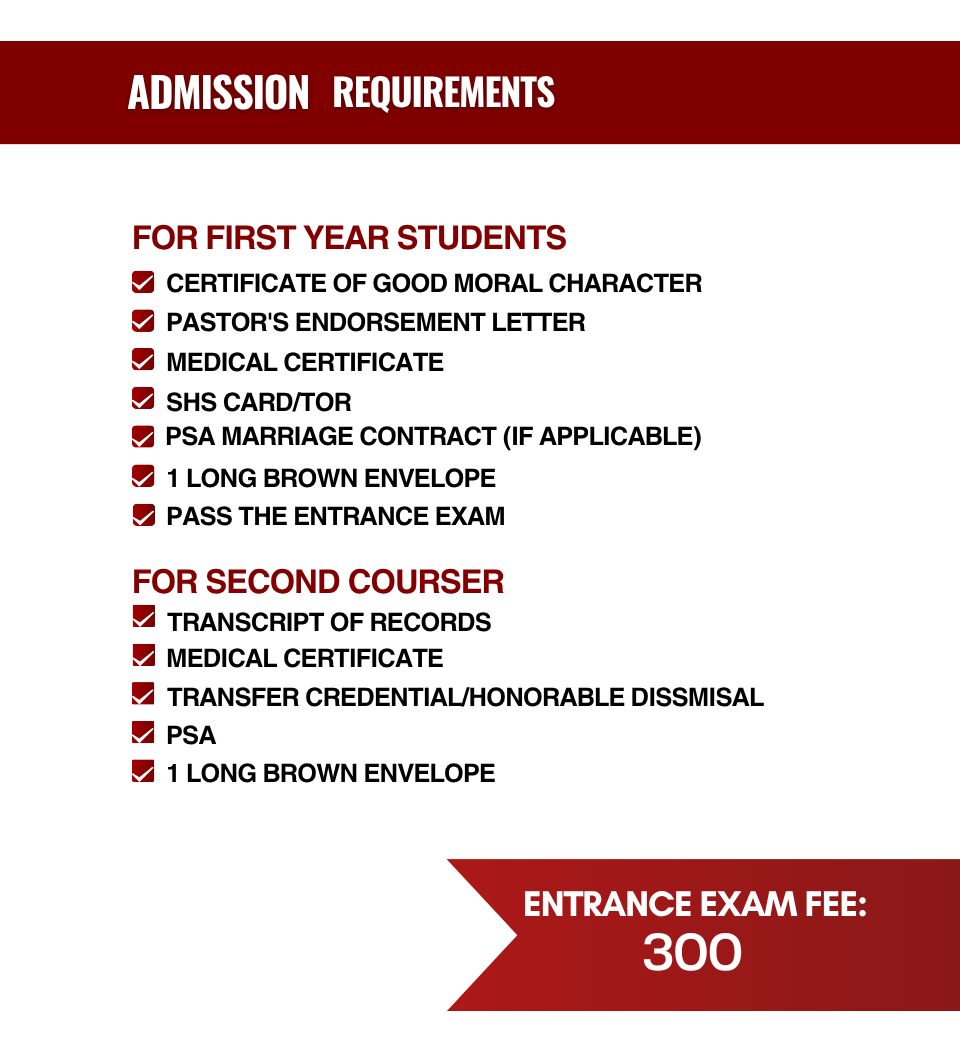 ADMISSION REQUIREMENTS
FOR FIRST YEAR STUDENTS
CERTIFICATE OF GOOD MORAL CHARACTER
PASTOR'S ENDORSEMENT LETTER
MEDICAL CERTIFICATE
SHS CARD/TOR
PSA MARRIAGE CONTRACT (IF APPLICABLE)
1 LONG BROWN ENVELOPE
PASS THE ENTRANCE EXAM
FOR SECOND COURSER
TRANSCRIPT OF RECORDS
MEDICAL CERTIFICATE
TRANSFER CREDENTIAL/HONORABLE DISSMISAL
PSA
1 LONG BROWN ENVELOPE
ENTRANCE EXAM FEE:
300